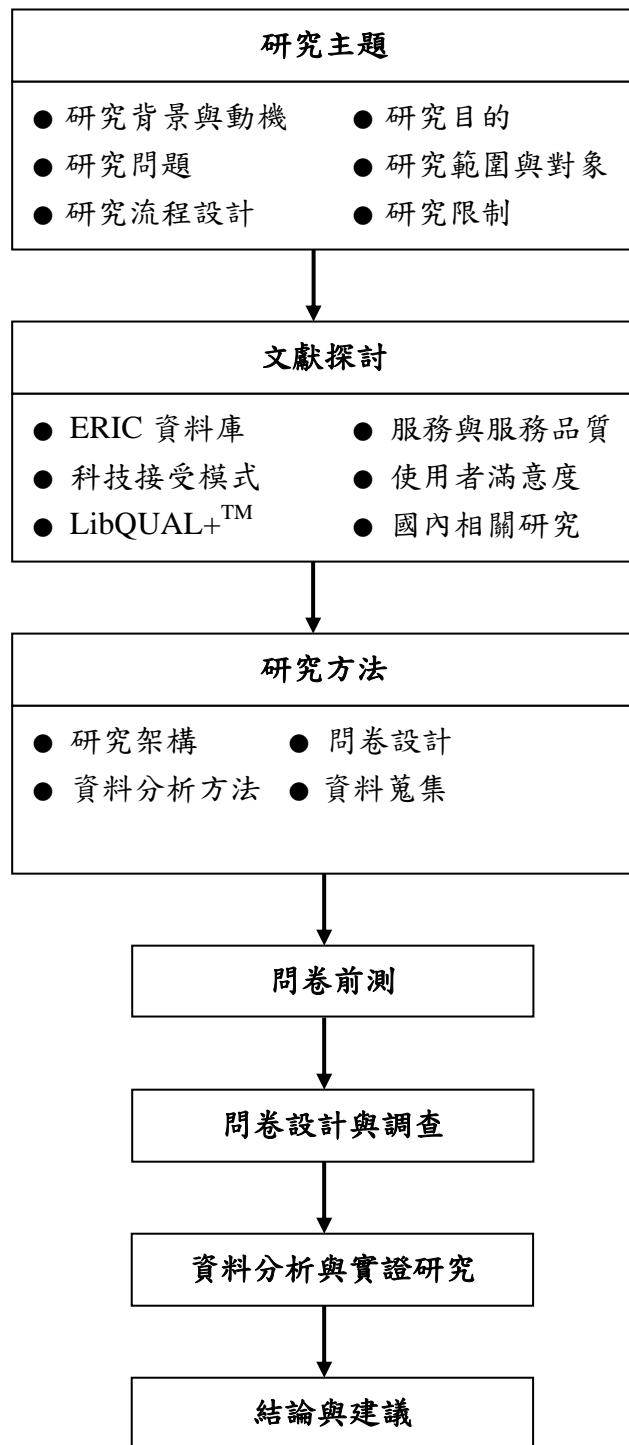 研究主題
● 研究背景與動機 ● 研究目的
● 研究問題 ● 研究範圍與對象
● 研究流程設計 ● 研究限制
文獻探討
● ERIC 資料庫 ● 服務與服務品質
● 科技接受模式 ● 使用者滿意度
● LibQUAL+TM ● 國內相關研究
研究方法
● 研究架構 ● 問卷設計
● 資料分析方法 ● 資料蒐集
問卷前測
問卷設計與調查
資料分析與實證研究
結論與建議